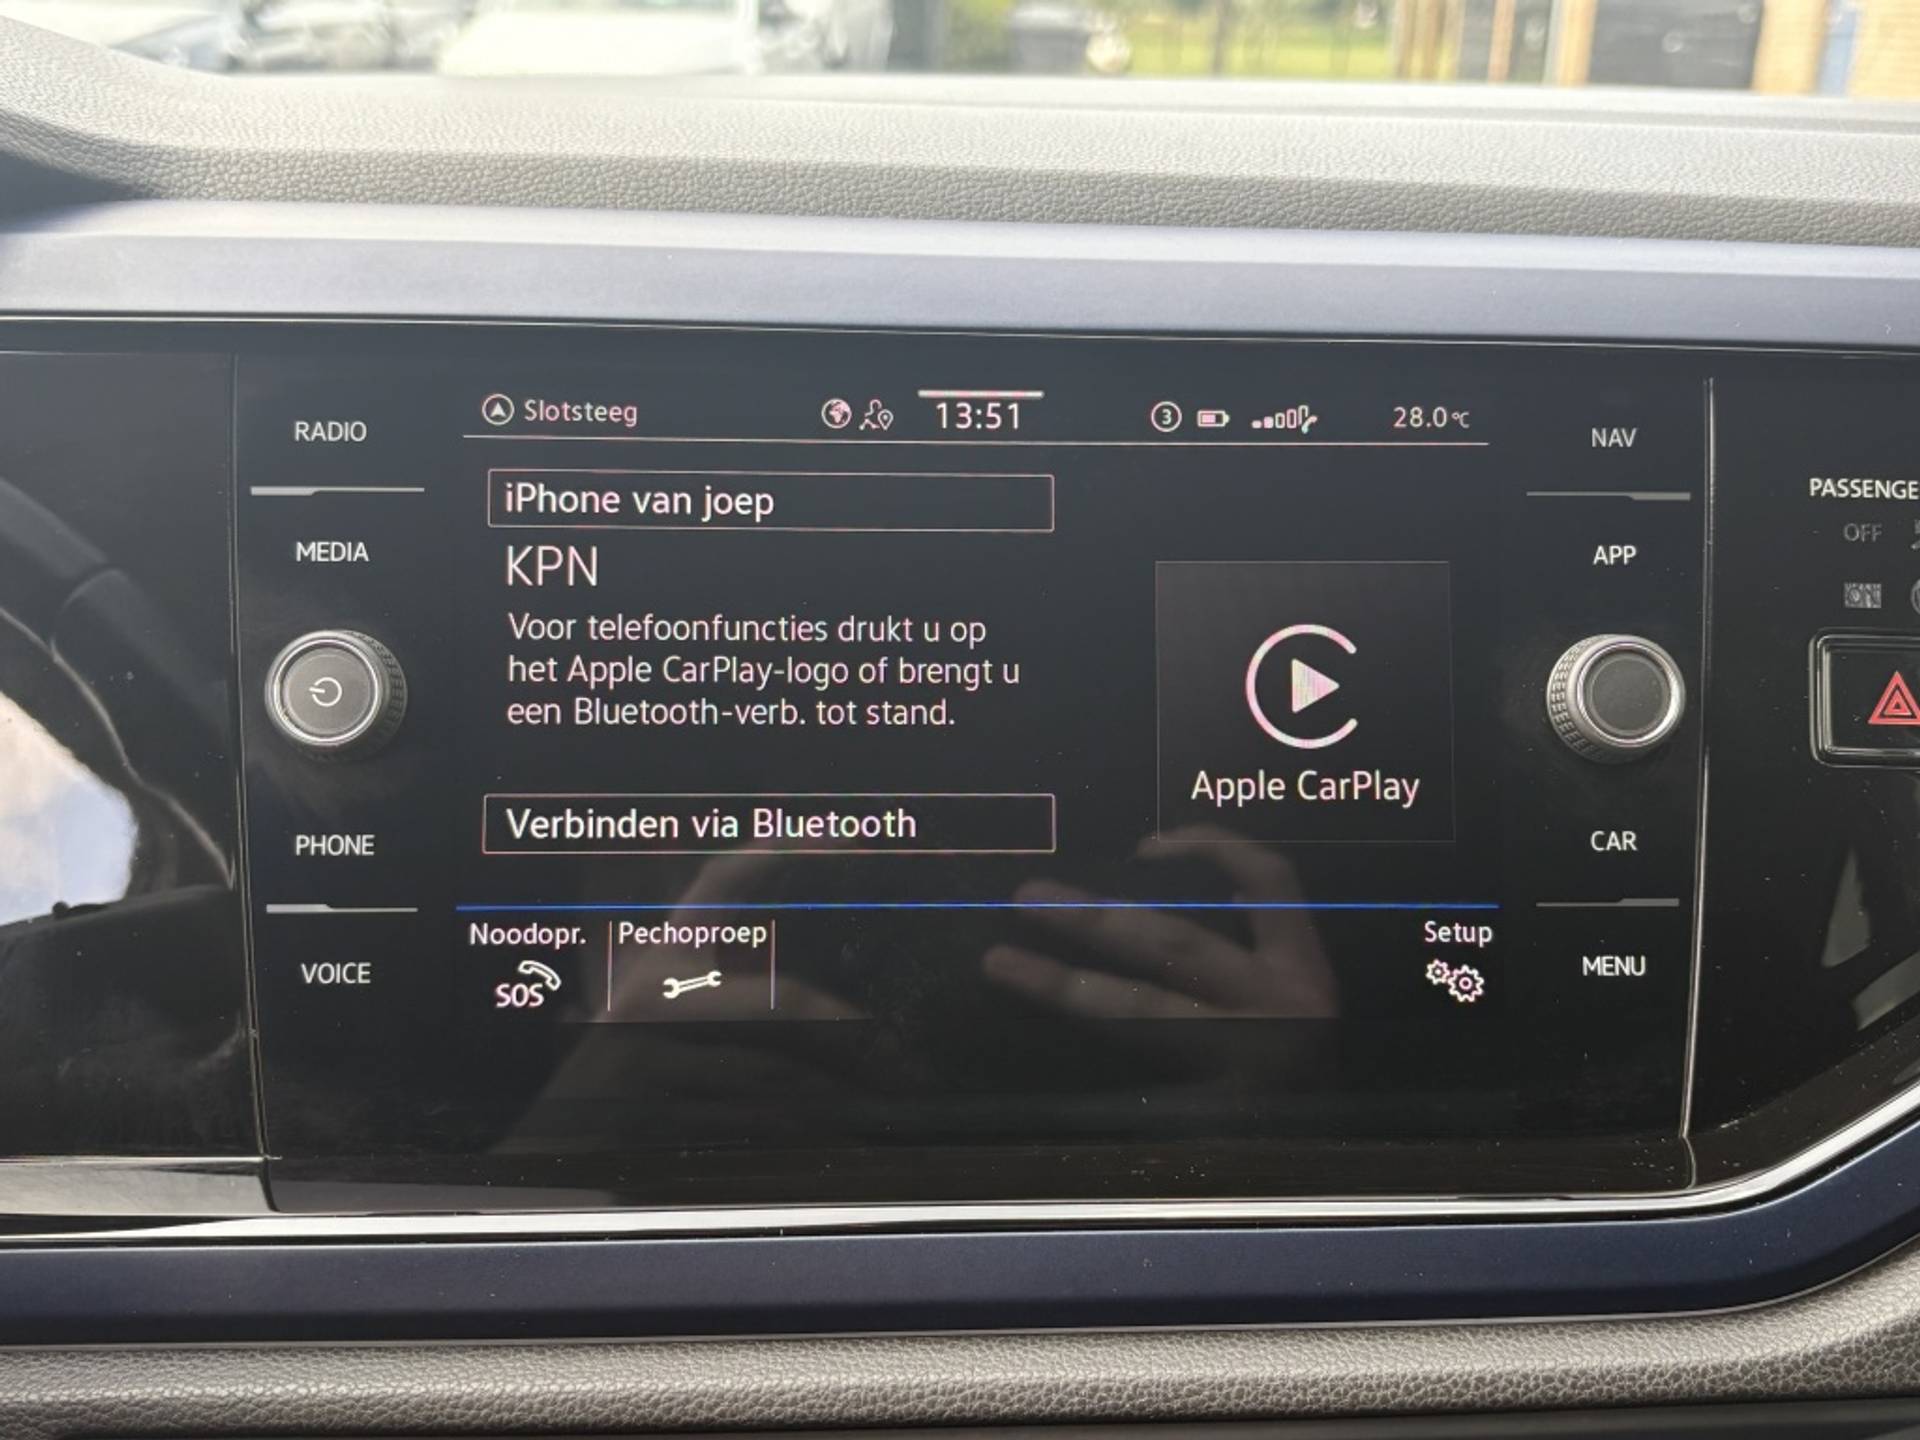 RADIO
MEDIA
PHONE
VOICE
Slotsteeg
13:51
3
28.0°C
iPhone van joep
KPN
Voor telefoonfuncties drukt u op
het Apple CarPlay-logo of brengt u
een Bluetooth-verb. tot stand.
Verbinden via Bluetooth
Apple CarPlay
Noodopr.
SOS
Pechoproep
Setup
NAV
APP
CAR
MENU
PASSENGE
OFF
ON